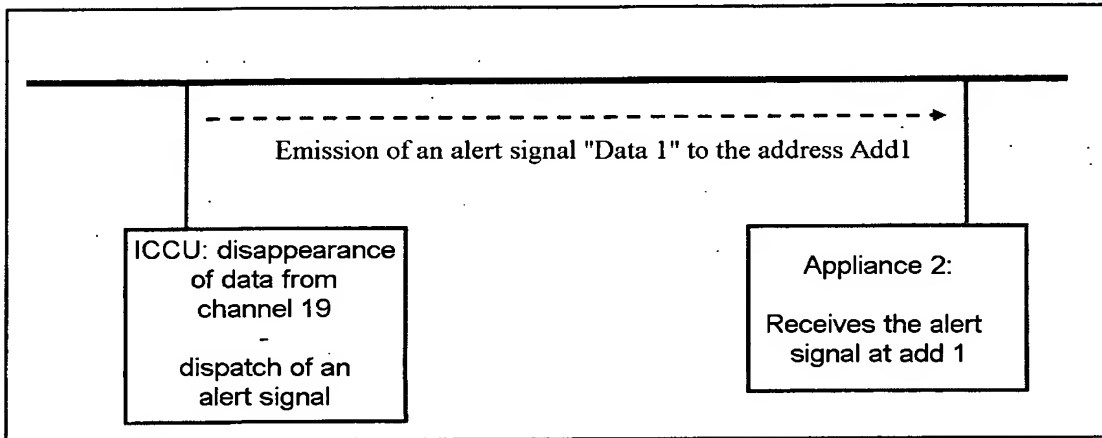 Emission of an alert signal "Data 1" to the address Add1
ICCU: disappearance
of data from
channel 19
-
dispatch of an
alert signal
Appliance 2:
Receives the alert
signal at add 1